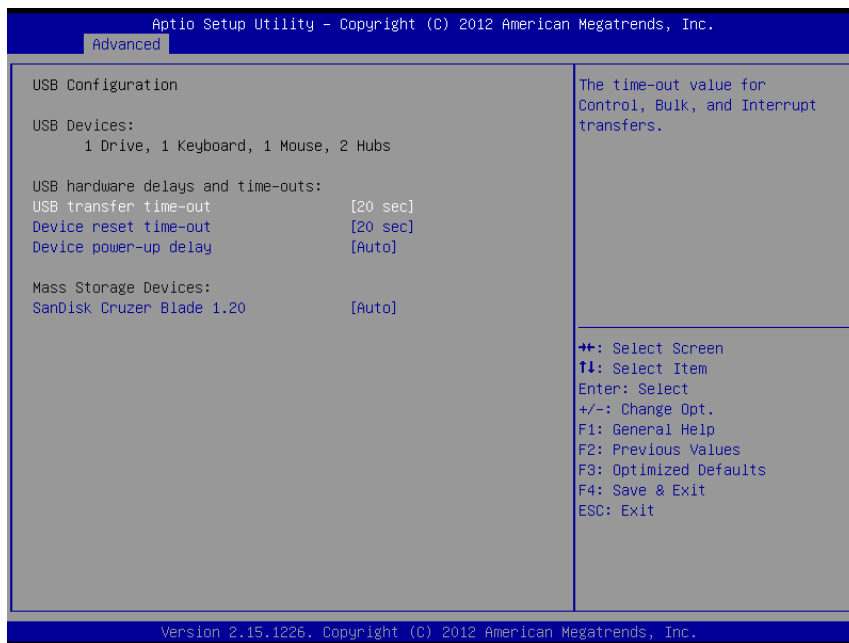 Aptio Setup Utility – Copyright (C) 2012 American Megatrends, Inc.
Advanced
USB Configuration
USB Devices:
1 Drive, 1 Keyboard, 1 Mouse, 2 Hubs
USB hardware delays and time-outs:
USB transfer time-out [20 sec]
Device reset time-out [20 sec]
Device power-up delay [Auto]
Mass Storage Devices:
SanDisk Cruzer Blade 1.20 [Auto]
The time-out value for
Control, Bulk, and Interrupt
transfers.
→←: Select Screen
↑↓: Select Item
Enter: Select
+/-: Change Opt.
F1: General Help
F2: Previous Values
F3: Optimized Defaults
F4: Save & Exit
ESC: Exit
Version 2.15.1226. Copyright (C) 2012 American Megatrends, Inc.